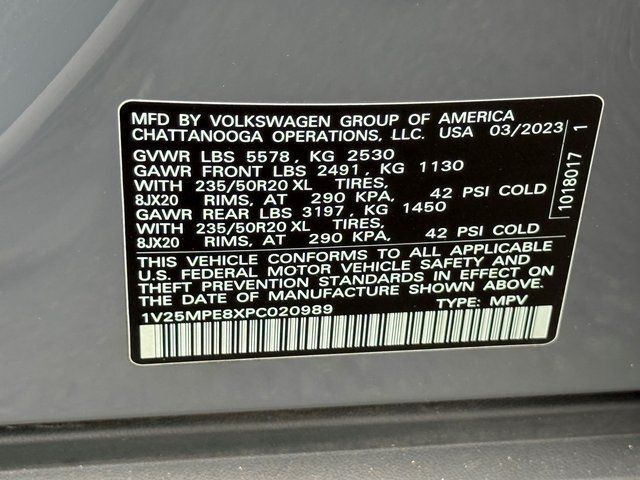 MFD BY VOLKSWAGEN GROUP OF AMERICA
CHATTANOOGA OPERATIONS, LLC. USA 03/2023
GVWR LBS 5578, KG 2530
GAWR FRONT LBS 2491, KG 1130
WITH 235/50R20 XL TIRES,
8JX20 RIMS, AT 290 KPA, 42 PSI COLD
GAWR REAR LBS 3197, KG 1450
WITH 235/50R20 XL TIRES,
8JX20 RIMS, AT 290 KPA, 42 PSI COLD
THIS VEHICLE CONFORMS TO ALL APPLICABLE
U.S. FEDERAL MOTOR VEHICLE SAFETY AND
THEFT PREVENTION STANDARDS IN EFFECT ON
THE DATE OF MANUFACTURE SHOWN ABOVE.
1V25MPE8XPC020989 TYPE: MPV
1018017 1